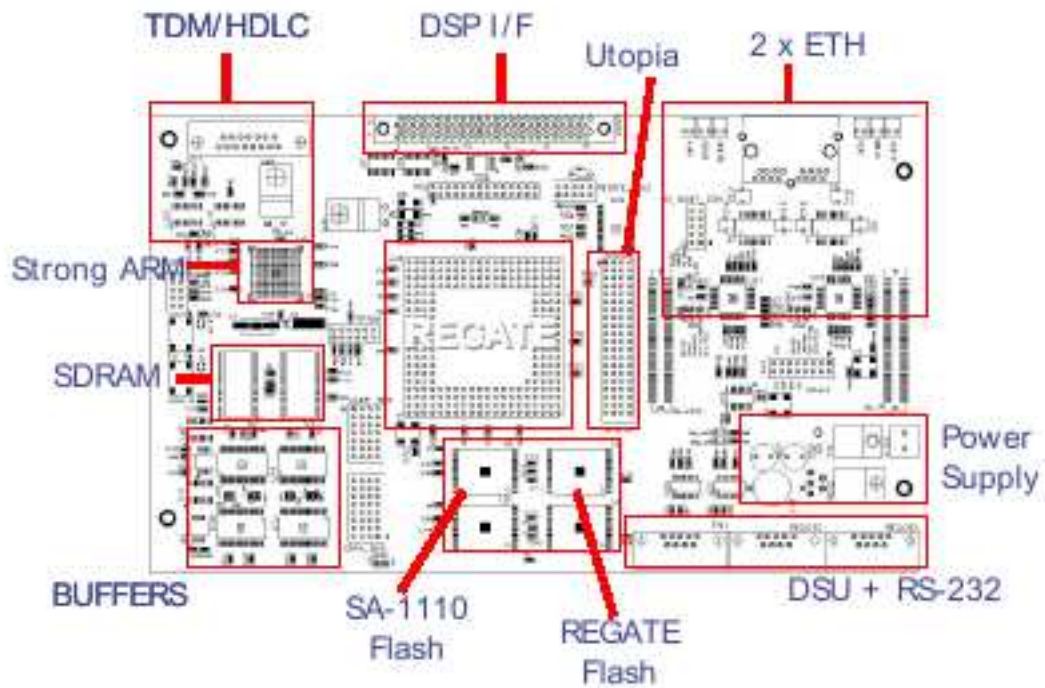 TDM/HDLC
DSP I/F
Utopia
2 x ETH
Strong ARM
REGATE
SDRAM
Power
Supply
BUFFERS
SA-1110
Flash
REGATE
Flash
DSU + RS-232